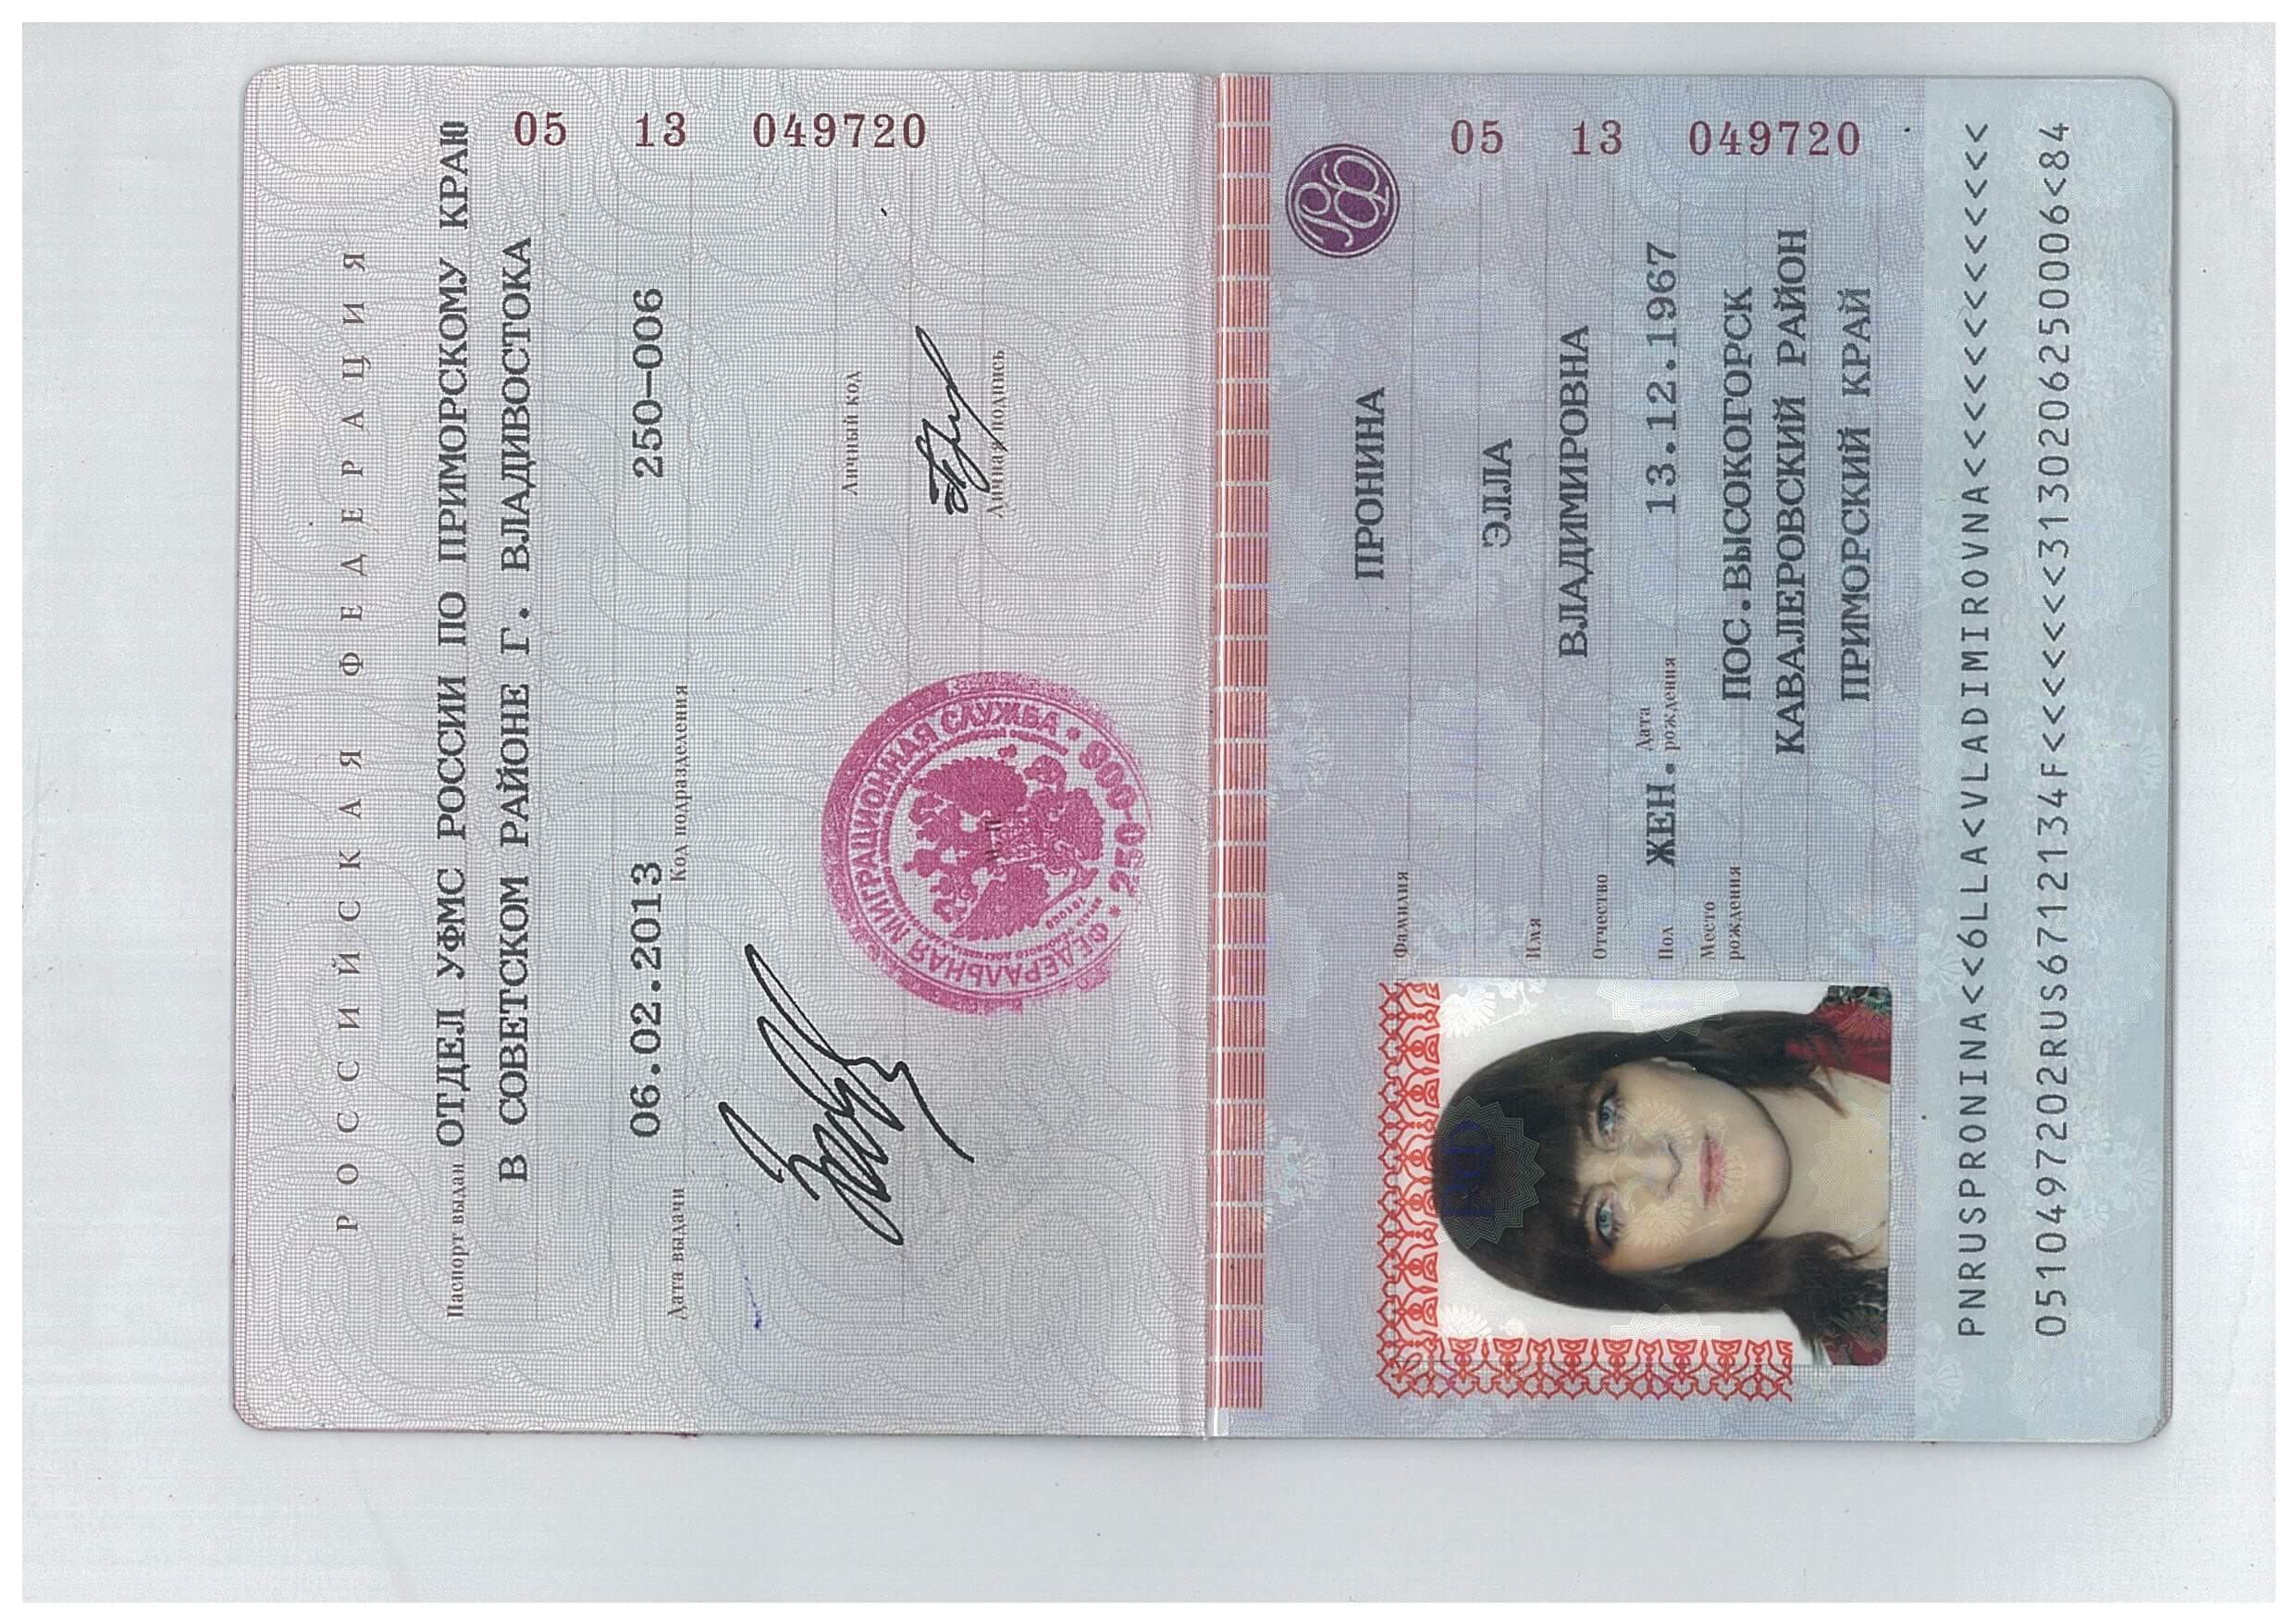 РОССИЙСКАЯ ФЕДЕРАЦИЯ
Паспорт выдан ОТДЕЛ УФМС РОССИИ ПО ПРИМОРСКОМУ КРАЮ
В СОВЕТСКОМ РАЙОНЕ Г. ВЛАДИВОСТОКА
05 13 049720
Дата выдачи 06.02.2013 Код подразделения 250-006
Личный код
Личная подпись
ФЕДЕРАЛЬНАЯ МИГРАЦИОННАЯ СЛУЖБА
* 250-006 *
М.П.
РФ
05 13 049720
Фамилия ПРОНИНА
Имя ЭЛЛА
Отчество ВЛАДИМИРОВНА
Пол ЖЕН. Дата рождения 13.12.1967
Место рождения ПОС.ВЫСОКОГОРСК
КАВАЛЕРОВСКИЙ РАЙОН
ПРИМОРСКИЙ КРАЙ
РФ
PNRUSPRONINA<<6LLA<VLADIMIROVNA<<<<<<<<<<<<<
0510497202RUS6712134F<<<<<<<3130206250006<84